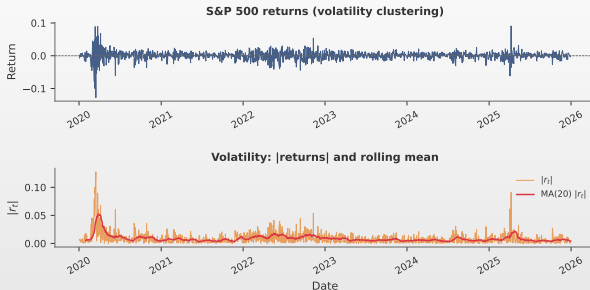 S&P 500 returns (volatility clustering)
0.1
0.0
−0.1
Return
2020 2021 2022 2023 2024 2025 2026
Volatility: |returns| and rolling mean
0.10
0.05
0.00
|rₜ|
|rₜ|
MA(20) |rₜ|
2020 2021 2022 2023 2024 2025 2026
Date